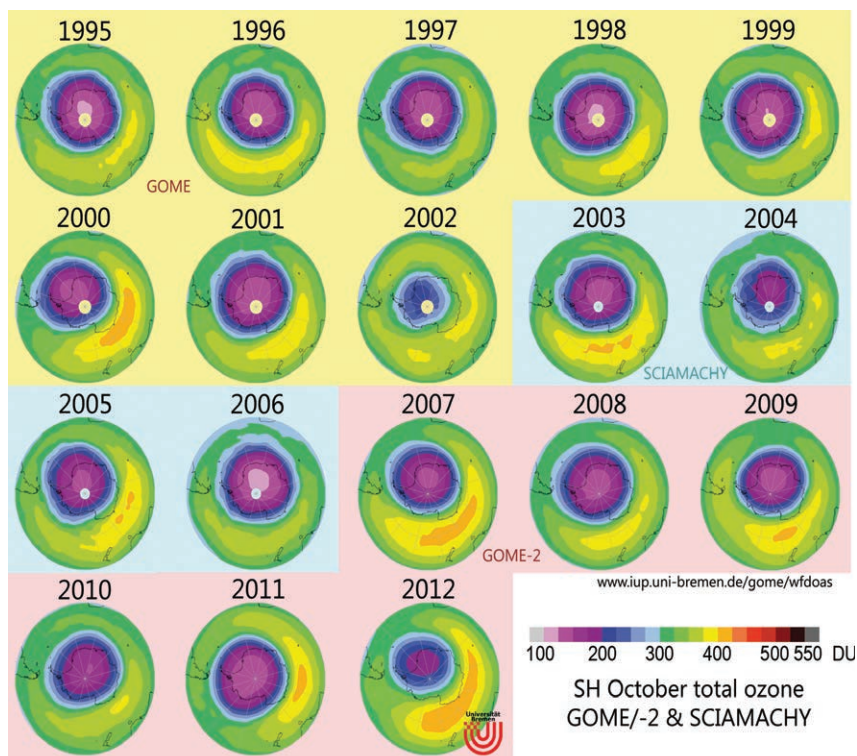 1995 1996 1997 1998 1999
GOME
2000 2001 2002 2003 2004
SCIAMACHY
2005 2006 2007 2008 2009
GOME-2
www.iup.uni-bremen.de/gome/wfdoas
2010 2011 2012
100 200 300 400 500 550 DU
SH October total ozone
GOME/-2 & SCIAMACHY
Universität
Bremen